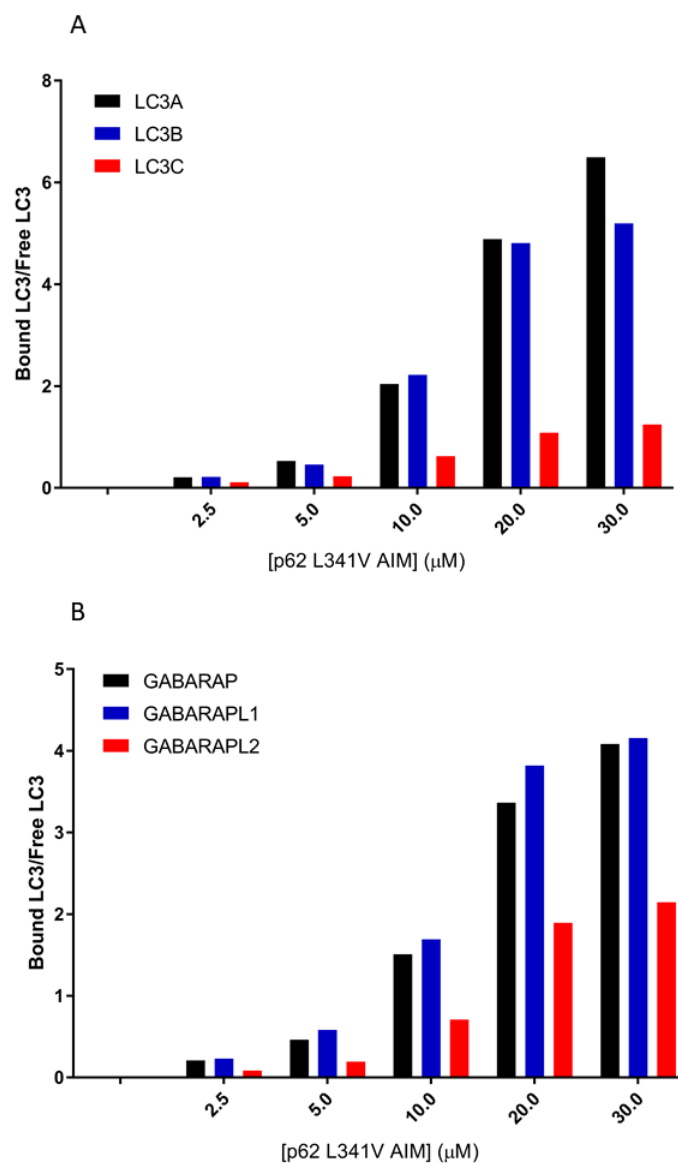 A
8
6
4
2
0
Bound LC3/Free LC3
LC3A
LC3B
LC3C
2.5
5.0
10.0
20.0
30.0
[p62 L341V AIM] (μM)
B
5
4
3
2
1
0
Bound LC3/Free LC3
GABARAP
GABARAPL1
GABARAPL2
2.5
5.0
10.0
20.0
30.0
[p62 L341V AIM] (μM)